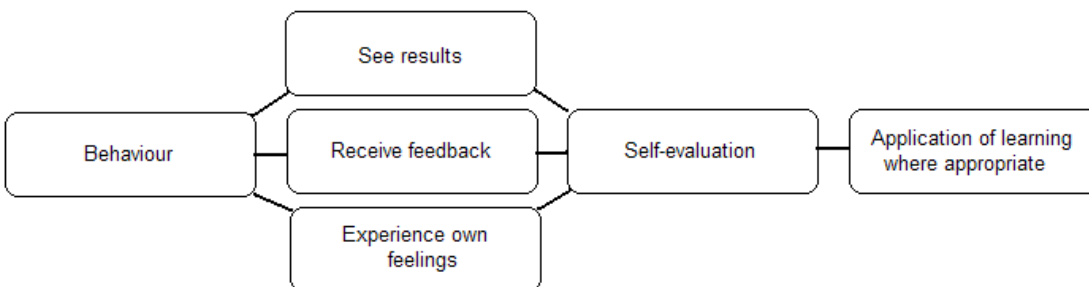 See results
Behaviour
Receive feedback
Self-evaluation
Application of learning
where appropriate
Experience own
feelings